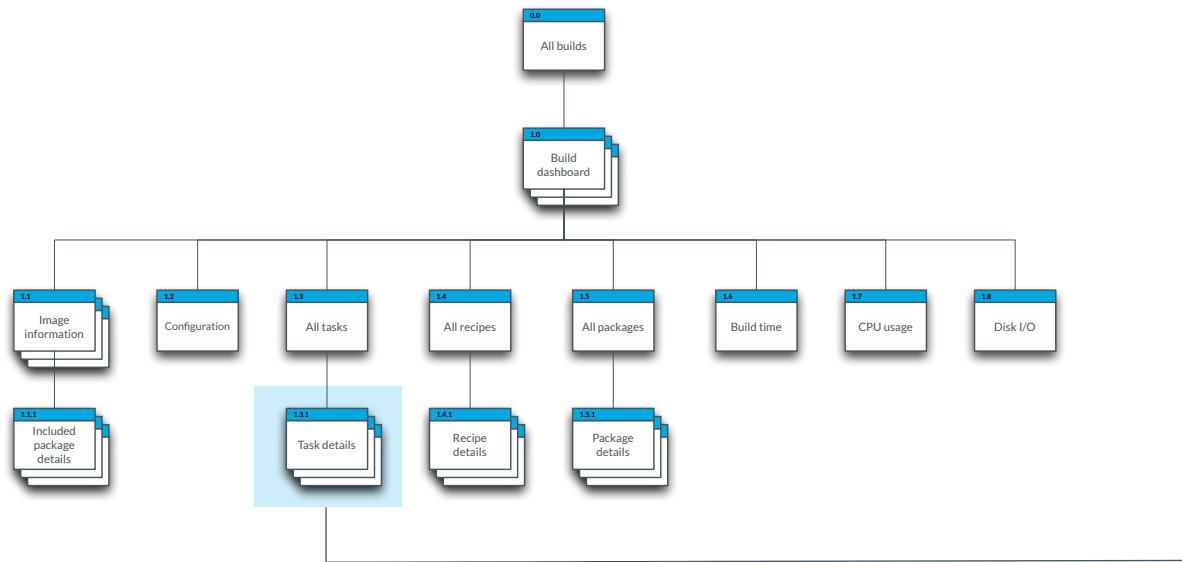 0.0
All builds
1.0
Build
dashboard
1.1
Image
information
1.2
Configuration
1.3
All tasks
1.4
All recipes
1.5
All packages
1.6
Build time
1.7
CPU usage
1.8
Disk I/O
1.1.1
Included
package
details
1.3.1
Task details
1.4.1
Recipe
details
1.5.1
Package
details